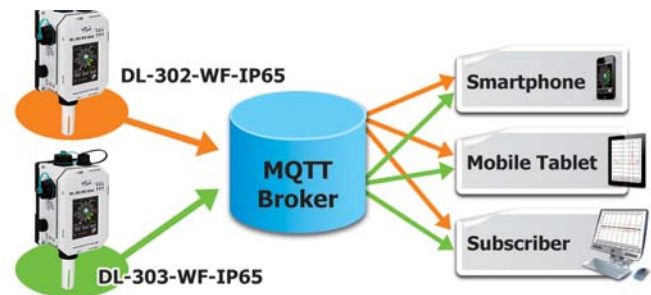 DL-302-WF-IP65
DL-303-WF-IP65
MQTT
Broker
Smartphone
Mobile Tablet
Subscriber